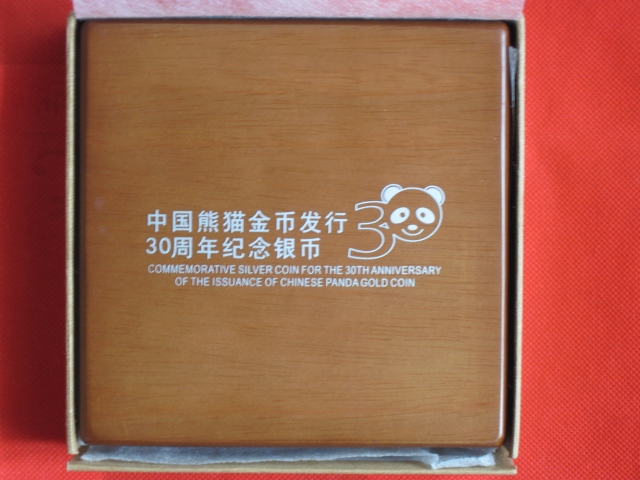 中国熊猫金币发行
30周年纪念银币
30
COMMEMORATIVE SILVER COIN FOR THE 30TH ANNIVERSARY
OF THE ISSUANCE OF CHINESE PANDA GOLD COIN